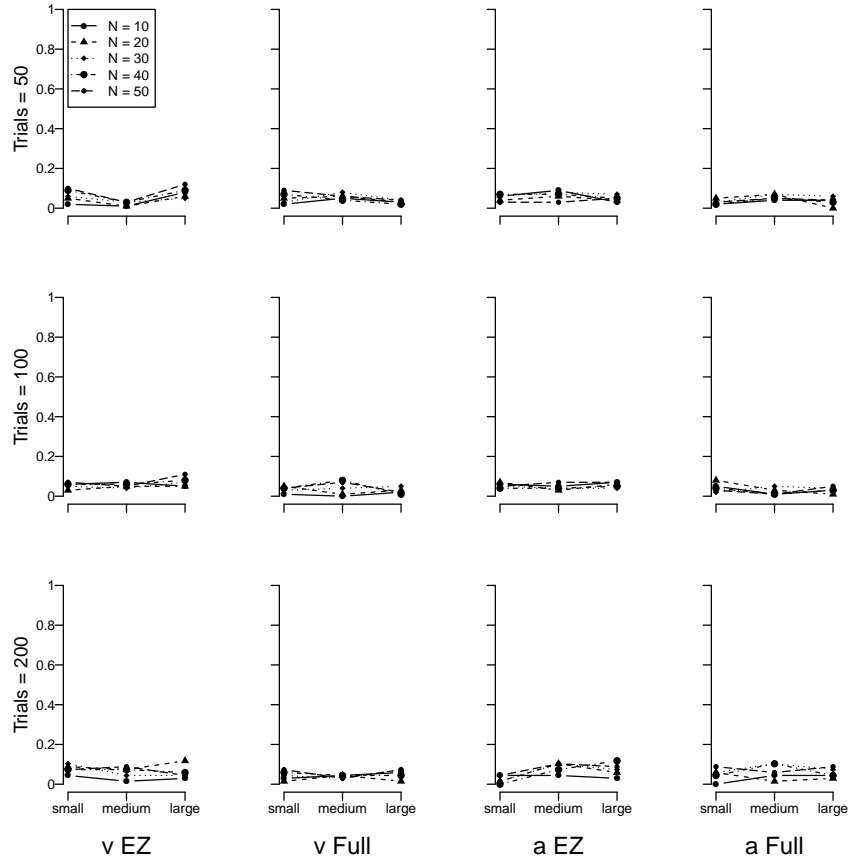 1
0.8
0.6
0.4
0.2
0
Trials = 50
N = 10
N = 20
N = 30
N = 40
N = 50
1
0.8
0.6
0.4
0.2
0
Trials = 100
1
0.8
0.6
0.4
0.2
0
Trials = 200
small medium large
small medium large
small medium large
small medium large
v EZ
v Full
a EZ
a Full